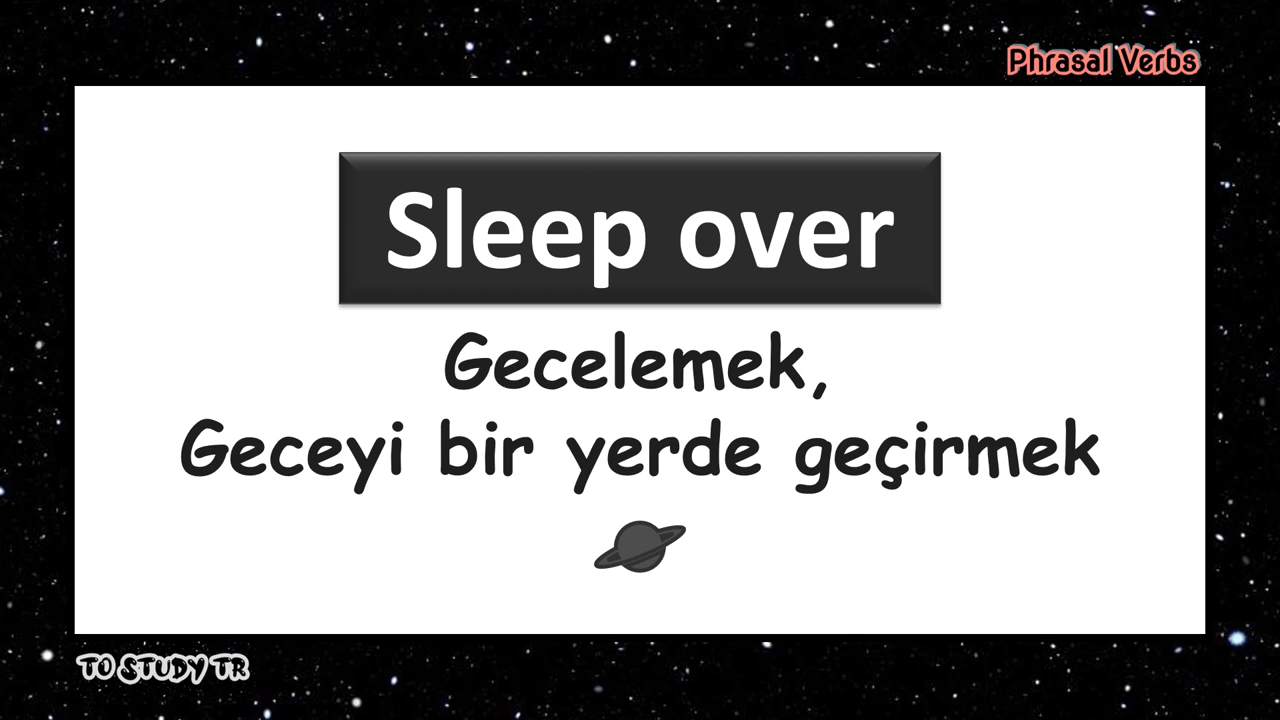 Phrasal Verbs
Sleep over
Gecelemek,
Geceyi bir yerde geçirmek
TO STUDY TR